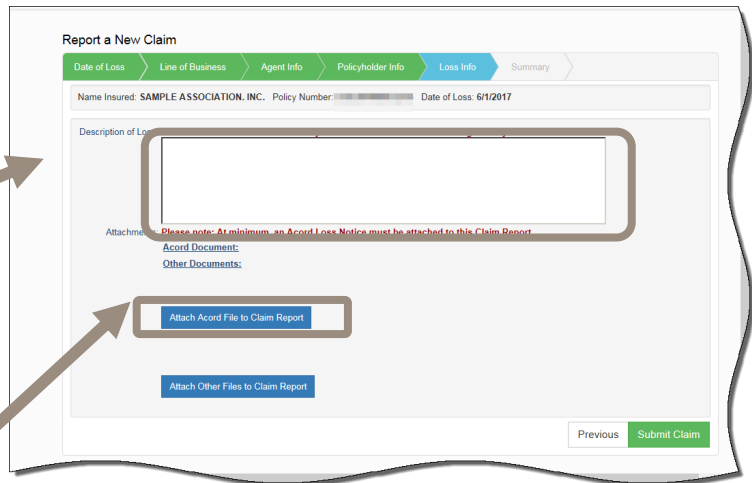 Report a New Claim
Date of Loss Line of Business Agent Info Policyholder Info Loss Info Summary
Name Insured: SAMPLE ASSOCIATION. INC. Policy Number: Date of Loss: 6/1/2017
Description of
Please note: At minimum, an Acord Loss Notice must be attached to this Claim Report
Acord Document:
Other Documents:
Attach Acord File to Claim Report
Attach Other Files to Claim Report
Previous Submit Claim